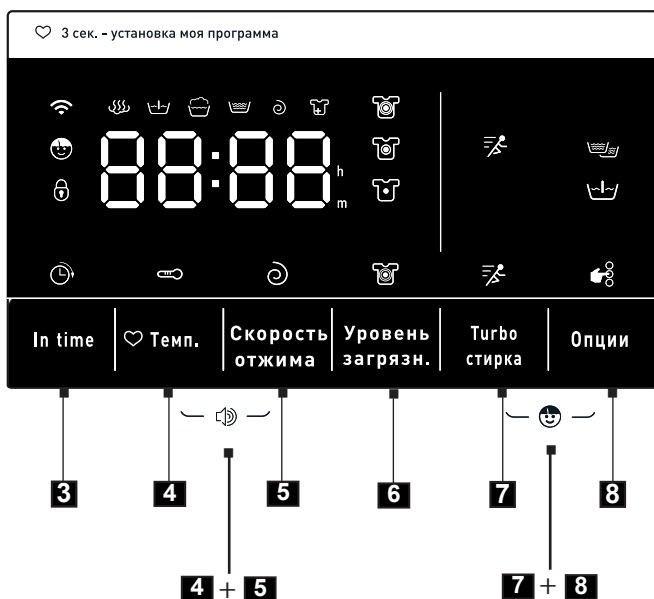 3 сек. - установка моя программа
88:88
h
m
In time
Темп.
Скорость
отжима
Уровень
загрязн.
Turbo
стирка
Опции
3
4
5
6
7
8
4 + 5
7 + 8